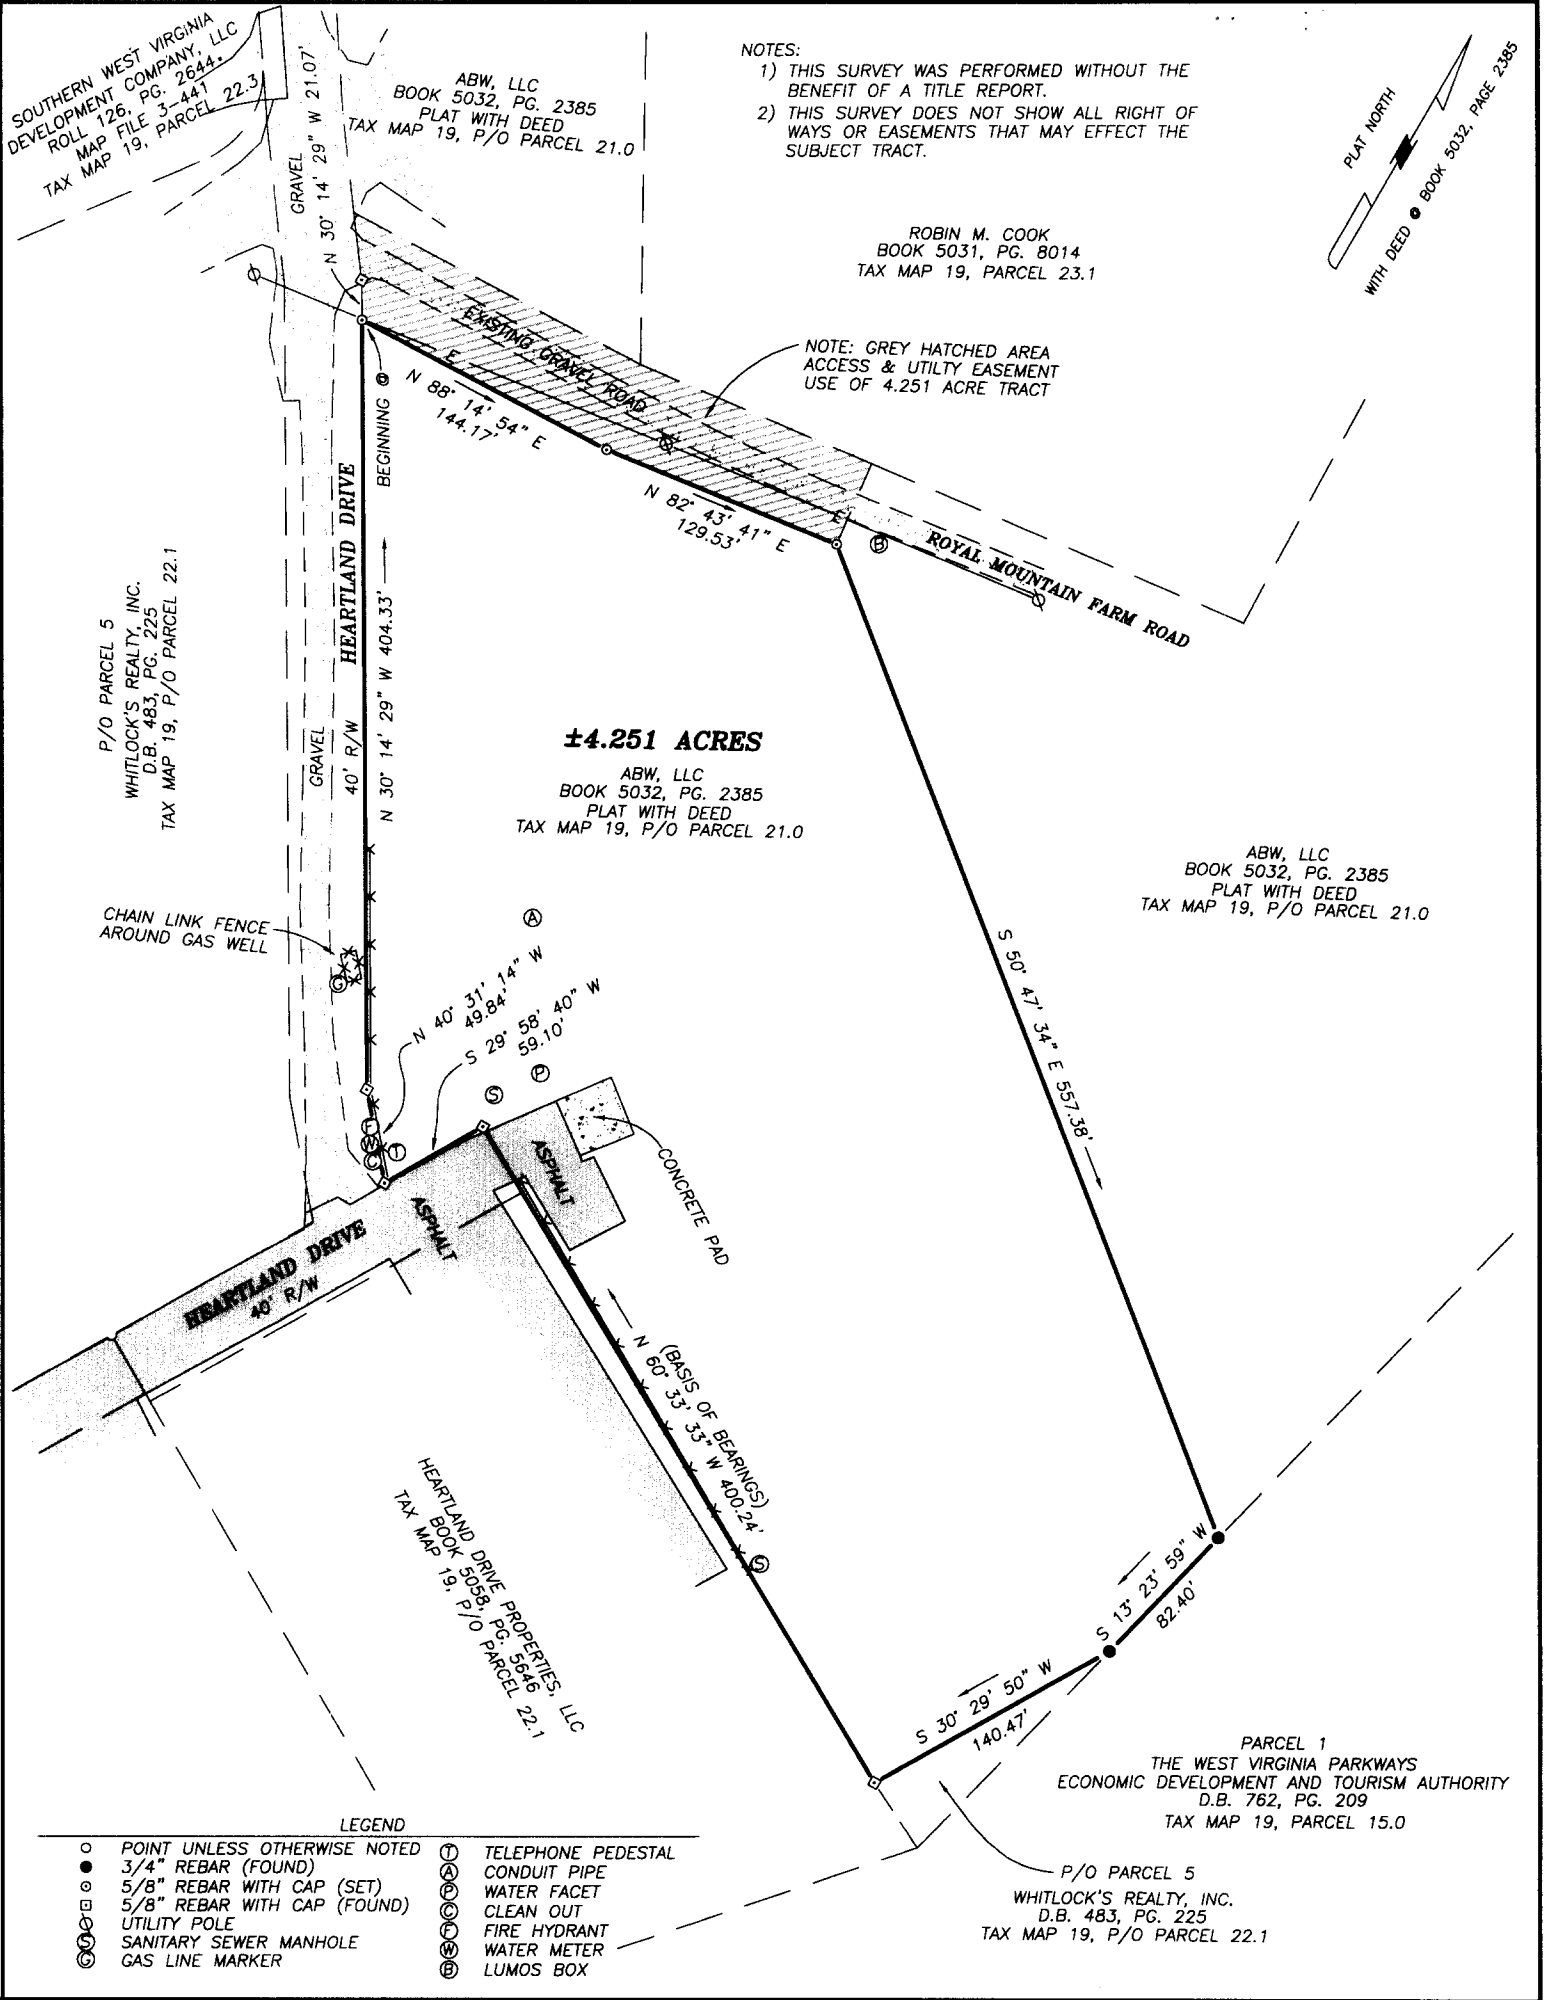 SOUTHERN WEST VIRGINIA
DEVELOPMENT COMPANY, LLC
ROLL 126, PG. 2644.
MAP FILE 3-441
TAX MAP 19, PARCEL 22.3
GRAVEL
N 30° 14' 29" W 21.07'
ABW, LLC
BOOK 5032, PG. 2385
PLAT WITH DEED
TAX MAP 19, P/O PARCEL 21.0
NOTES:
1) THIS SURVEY WAS PERFORMED WITHOUT THE
BENEFIT OF A TITLE REPORT.
2) THIS SURVEY DOES NOT SHOW ALL RIGHT OF
WAYS OR EASEMENTS THAT MAY EFFECT THE
SUBJECT TRACT.
PLAT NORTH
WITH DEED @ BOOK 5032, PAGE 2385
ROBIN M. COOK
BOOK 5031, PG. 8014
TAX MAP 19, PARCEL 23.1
NOTE: GREY HATCHED AREA
ACCESS & UTILTY EASEMENT
USE OF 4.251 ACRE TRACT
EXISTING GRAVEL ROAD
E
N 88° 14' 54" E
144.17'
N 82° 43' 41" E
129.53'
E
B
ROYAL MOUNTAIN FARM ROAD
BEGINNING @
HEARTLAND DRIVE
40' R/W
GRAVEL
N 30° 14' 29" W 404.33'
P/O PARCEL 5
WHITLOCK'S REALTY, INC.
D.B. 483, PG. 225
TAX MAP 19, P/O PARCEL 22.1
±4.251 ACRES
ABW, LLC
BOOK 5032, PG. 2385
PLAT WITH DEED
TAX MAP 19, P/O PARCEL 21.0
ABW, LLC
BOOK 5032, PG. 2385
PLAT WITH DEED
TAX MAP 19, P/O PARCEL 21.0
CHAIN LINK FENCE
AROUND GAS WELL
G
A
N 40° 31' 14" W
49.84'
S 29° 58' 40" W
59.10'
P
S
F
W
C
T
S 50° 47' 34" E 557.38'
ASPHALT
CONCRETE PAD
ASPHALT
HEARTLAND DRIVE
40' R/W
(BASIS OF BEARINGS)
N 60° 33' 33" W 400.24'
S
HEARTLAND DRIVE PROPERTIES, LLC
BOOK 5058, PG. 5646
TAX MAP 19, P/O PARCEL 22.1
S 13° 23' 59" W
82.40'
S 30° 29' 50" W
140.47'
PARCEL 1
THE WEST VIRGINIA PARKWAYS
ECONOMIC DEVELOPMENT AND TOURISM AUTHORITY
D.B. 762, PG. 209
TAX MAP 19, PARCEL 15.0
P/O PARCEL 5
WHITLOCK'S REALTY, INC.
D.B. 483, PG. 225
TAX MAP 19, P/O PARCEL 22.1
LEGEND
POINT UNLESS OTHERWISE NOTED
3/4" REBAR (FOUND)
5/8" REBAR WITH CAP (SET)
5/8" REBAR WITH CAP (FOUND)
UTILITY POLE
S SANITARY SEWER MANHOLE
G GAS LINE MARKER
T TELEPHONE PEDESTAL
A CONDUIT PIPE
P WATER FACET
C CLEAN OUT
F FIRE HYDRANT
W WATER METER
B LUMOS BOX